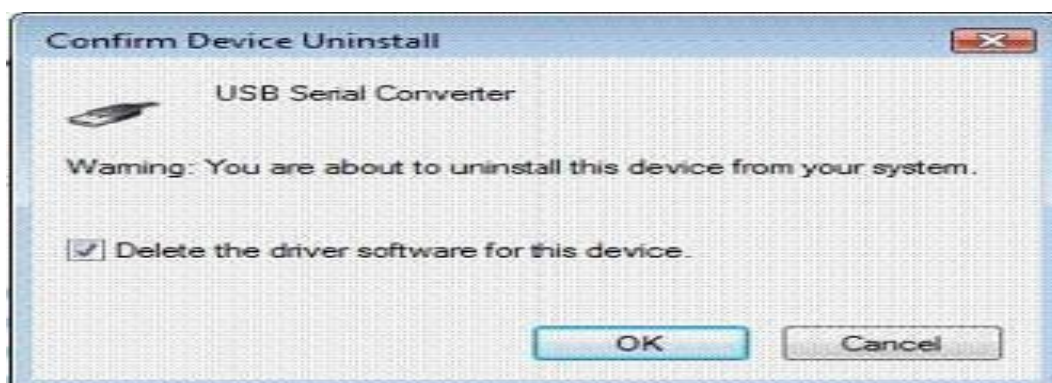 Confirm Device Uninstall
USB Serial Converter
Warning: You are about to uninstall this device from your system.
Delete the driver software for this device.
OK
Cancel